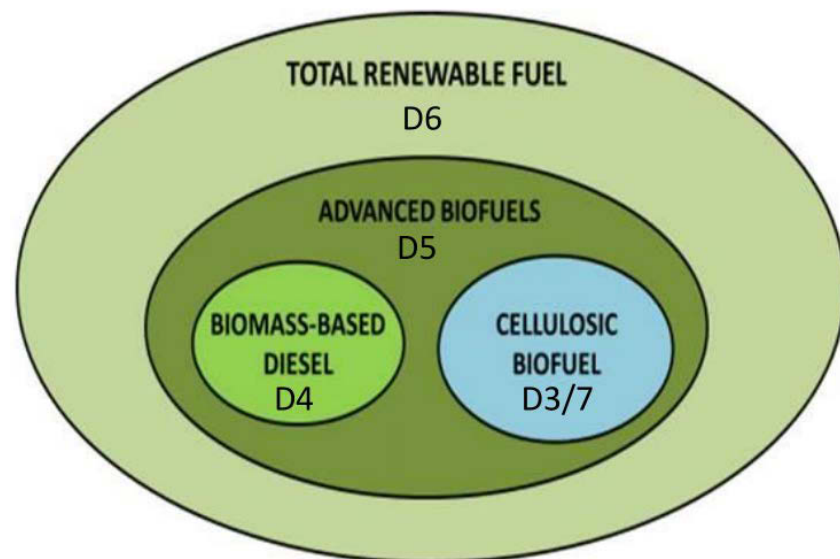 TOTAL RENEWABLE FUEL
D6
ADVANCED BIOFUELS
D5
BIOMASS-BASED
DIESEL
D4
CELLULOSIC
BIOFUEL
D3/7